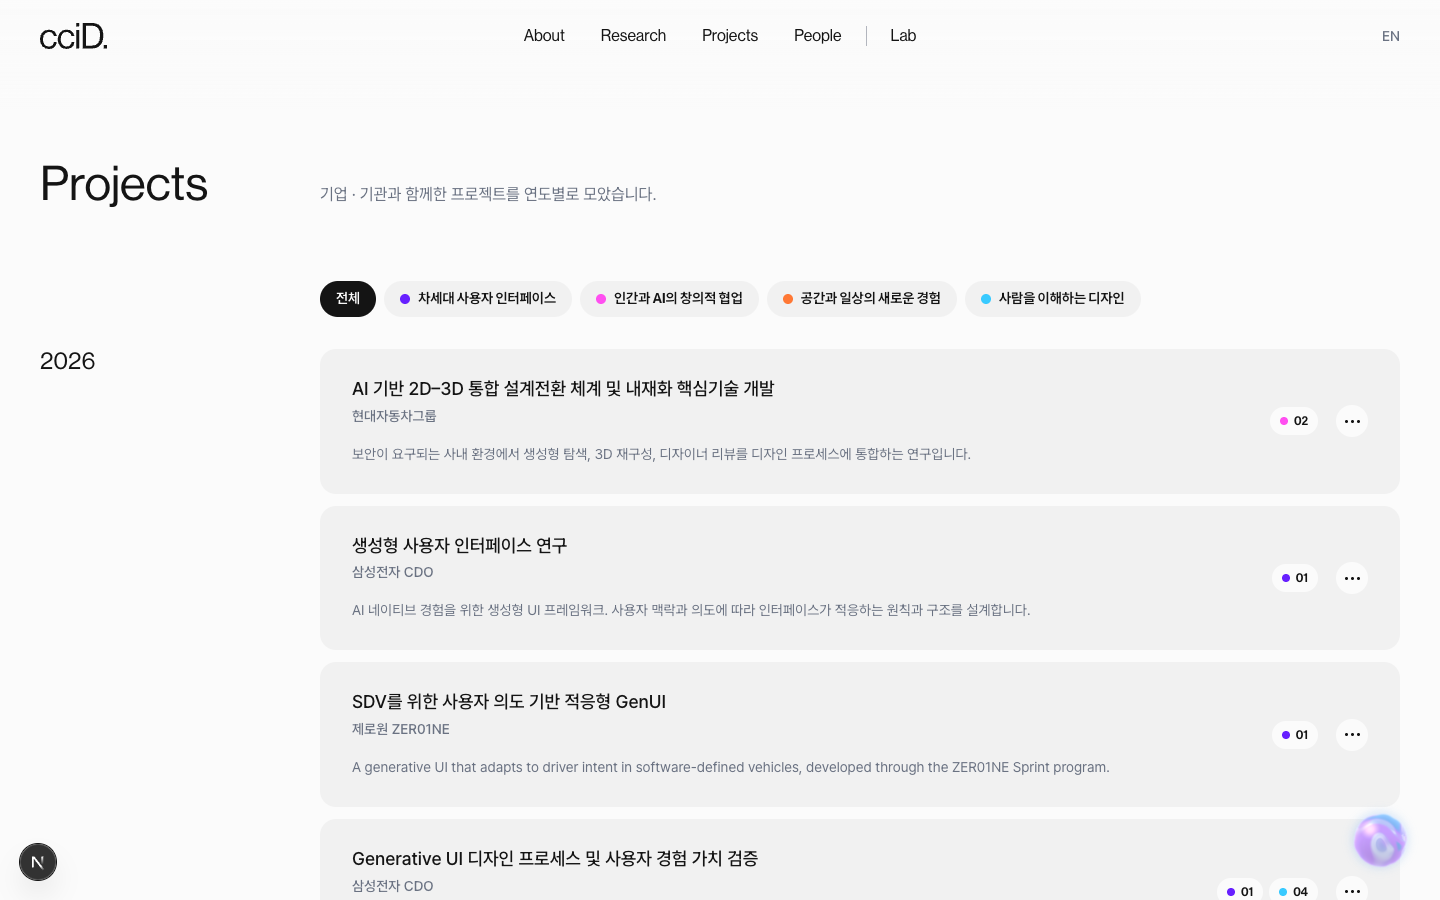 cciD.
About Research Projects People Lab
EN
Projects
기업 · 기관과 함께한 프로젝트를 연도별로 모았습니다.
전체 차세대 사용자 인터페이스 인간과 AI의 창의적 협업 공간과 일상의 새로운 경험 사람을 이해하는 디자인
2026
AI 기반 2D–3D 통합 설계전환 체계 및 내재화 핵심기술 개발
현대자동차그룹
02
보안이 요구되는 사내 환경에서 생성형 탐색, 3D 재구성, 디자이너 리뷰를 디자인 프로세스에 통합하는 연구입니다.
생성형 사용자 인터페이스 연구
삼성전자 CDO
01
AI 네이티브 경험을 위한 생성형 UI 프레임워크. 사용자 맥락과 의도에 따라 인터페이스가 적응하는 원칙과 구조를 설계합니다.
SDV를 위한 사용자 의도 기반 적응형 GenUI
제로원 ZER01NE
01
A generative UI that adapts to driver intent in software-defined vehicles, developed through the ZER01NE Sprint program.
Generative UI 디자인 프로세스 및 사용자 경험 가치 검증
삼성전자 CDO
01 04
N